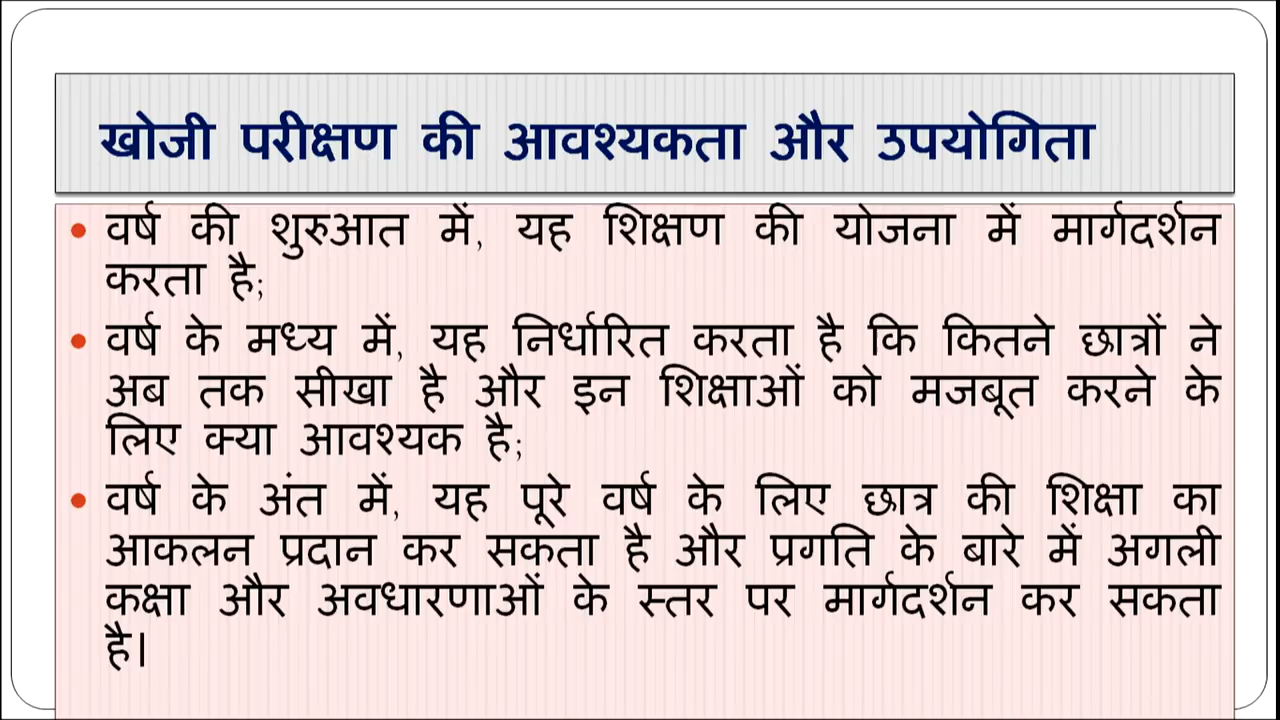 खोजी परीक्षण की आवश्यकता और उपयोगिता
• वर्ष की शुरुआत में, यह शिक्षण की योजना में मार्गदर्शन
करता है;
• वर्ष के मध्य में, यह निर्धारित करता है कि कितने छात्रों ने
अब तक सीखा है और इन शिक्षाओं को मजबूत करने के
लिए क्या आवश्यक है;
• वर्ष के अंत में, यह पूरे वर्ष के लिए छात्र की शिक्षा का
आकलन प्रदान कर सकता है और प्रगति के बारे में अगली
कक्षा और अवधारणाओं के स्तर पर मार्गदर्शन कर सकता
है।